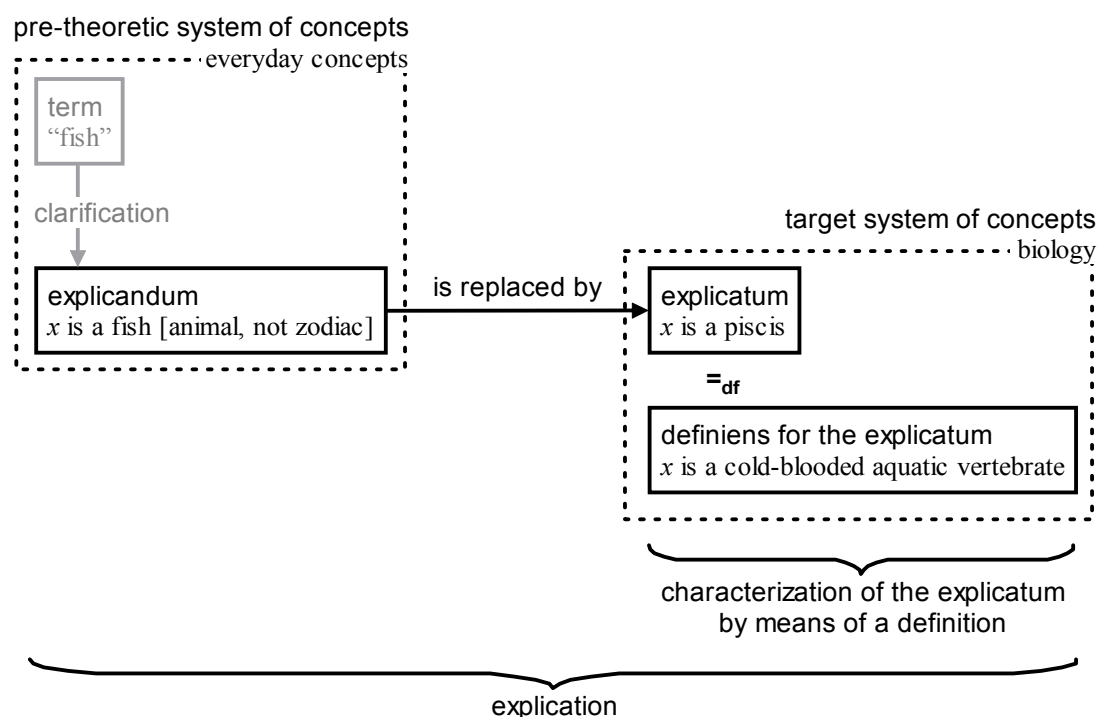 pre-theoretic system of concepts
everyday concepts
term
“fish”
clarification
explicandum
x is a fish [animal, not zodiac]
is replaced by
target system of concepts
biology
explicatum
x is a piscis
=df
definiens for the explicatum
x is a cold-blooded aquatic vertebrate
characterization of the explicatum
by means of a definition
explication